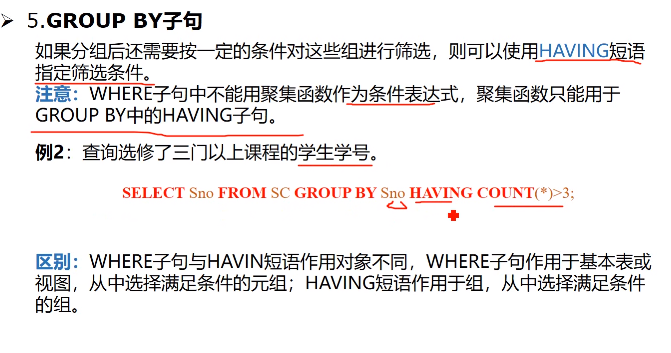 5.GROUP BY子句
如果分组后还需要按一定的条件对这些组进行筛选，则可以使用HAVING短语
指定筛选条件。
注意：WHERE子句中不能用聚集函数作为条件表达式，聚集函数只能用于
GROUP BY中的HAVING子句。
例2：查询选修了三门以上课程的学生学号。
SELECT Sno FROM SC GROUP BY Sno HAVING COUNT(*)>3;
区别：WHERE子句与HAVIN短语作用对象不同，WHERE子句作用于基本表或
视图，从中选择满足条件的元组；HAVING短语作用于组，从中选择满足条件
的组。